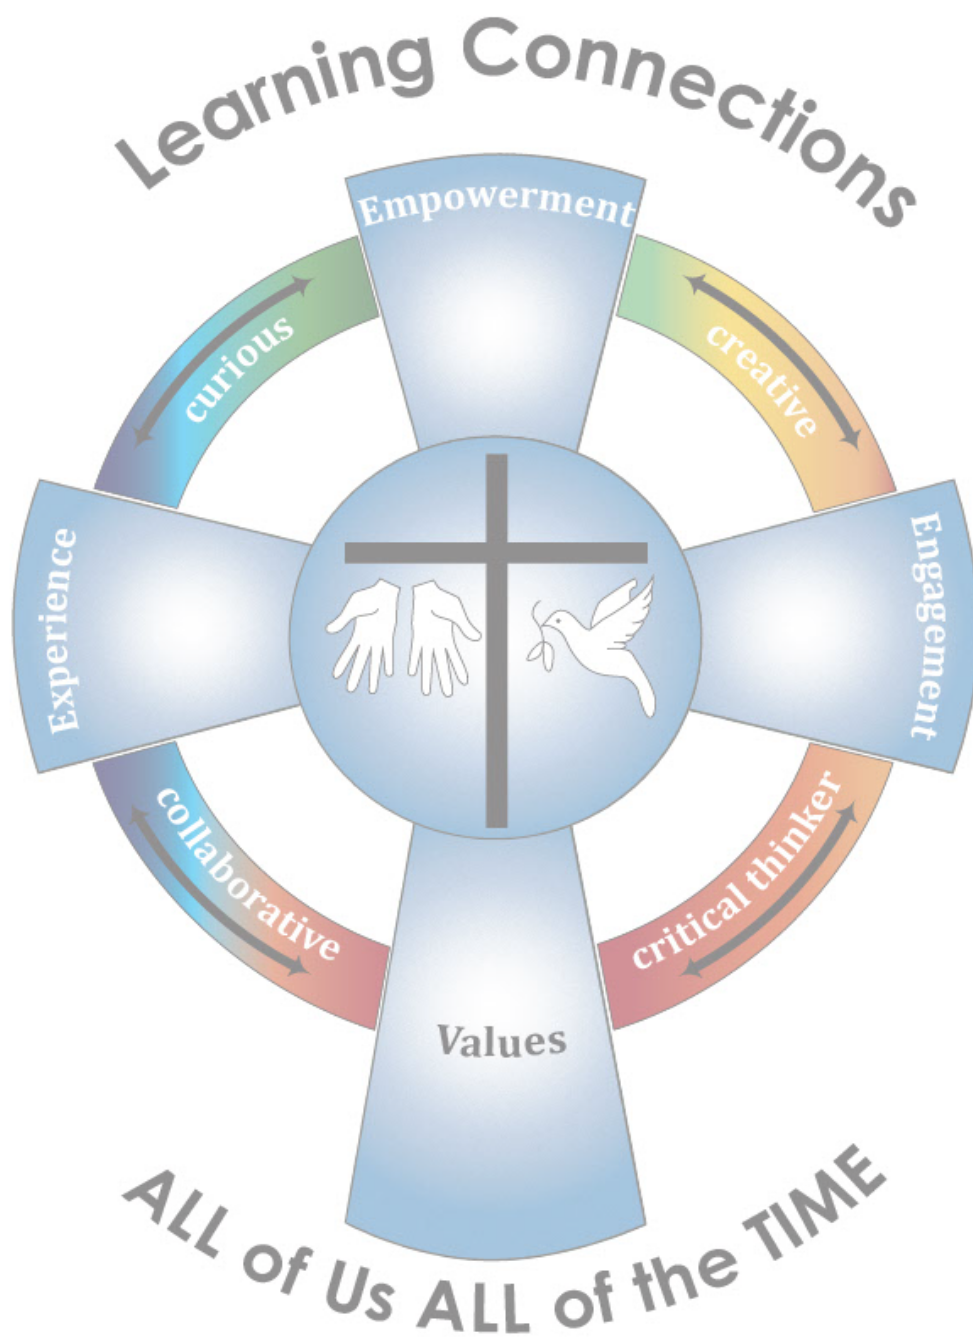 Learning Connections
Empowerment
curious
creative
Experience
Engagement
collaborative
critical thinker
Values
ALL of Us ALL of the TIME